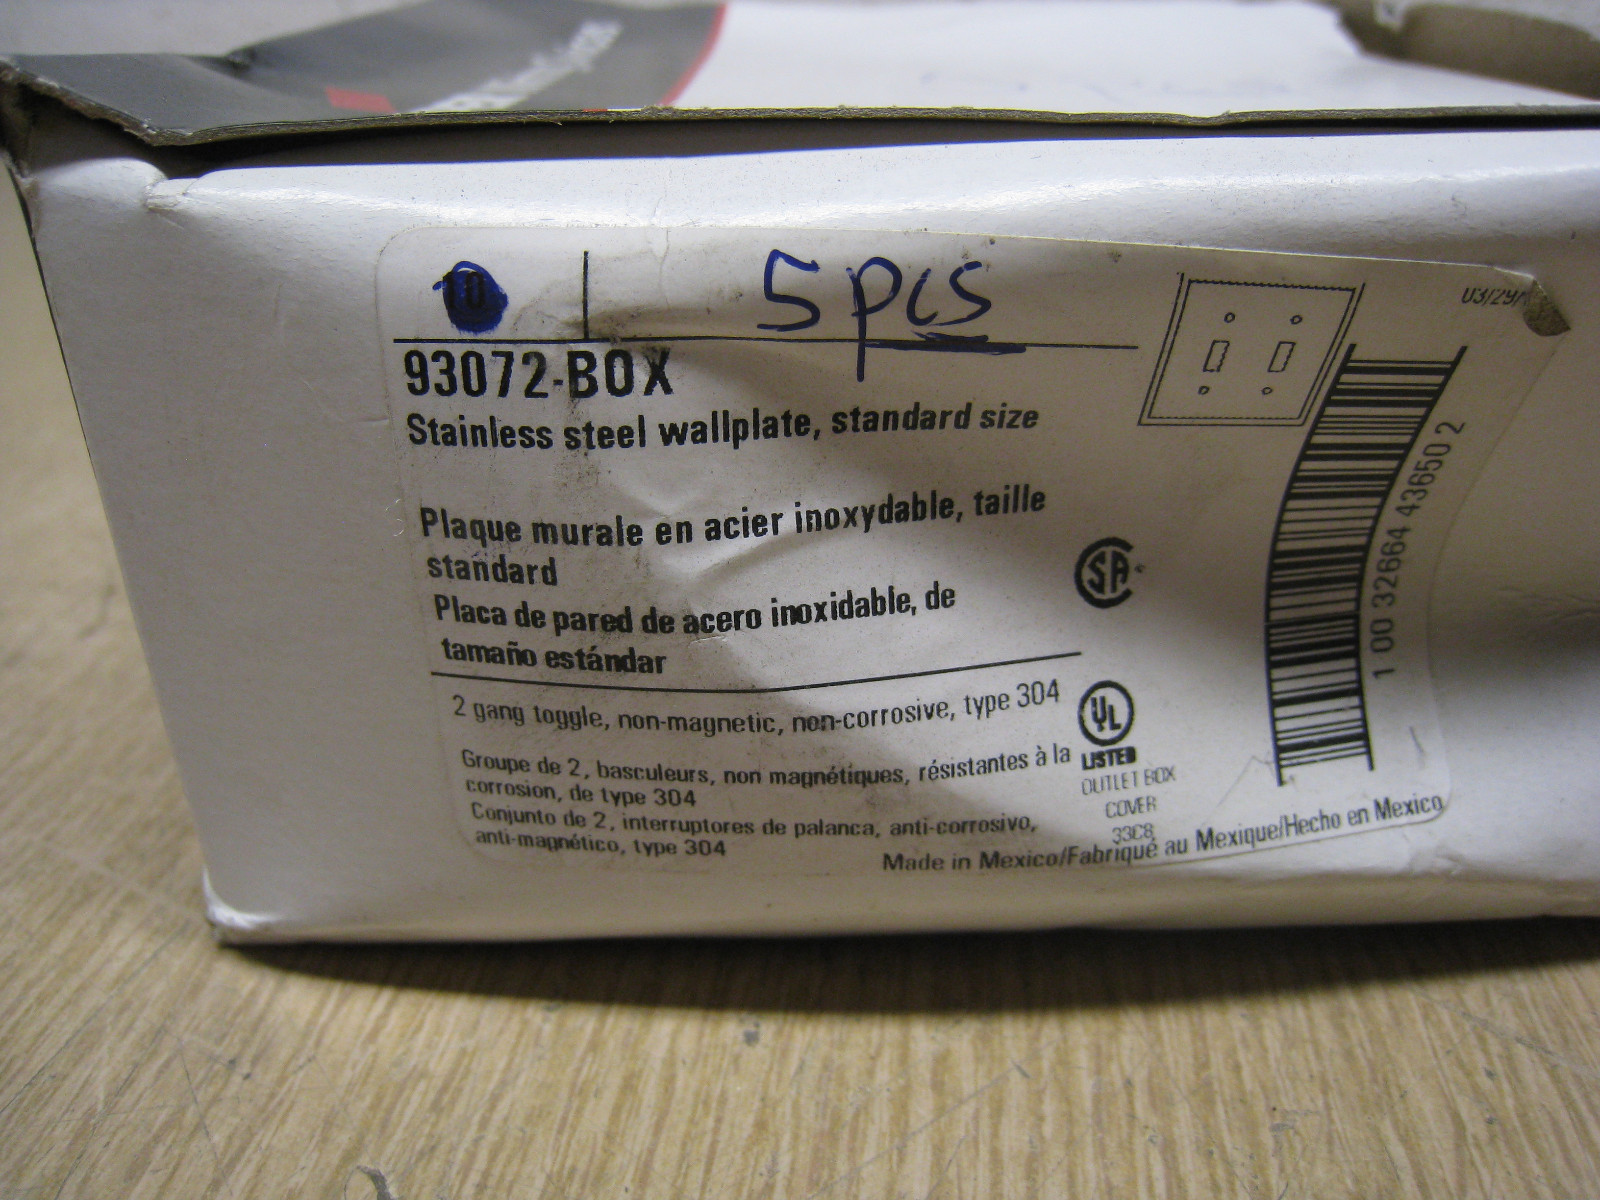 10
5 pcs
93072-BOX
Stainless steel wallplate, standard size
Plaque murale en acier inoxydable, taille
standard
Placa de pared de acero inoxidable, de
tamaño estándar
2 gang toggle, non-magnetic, non-corrosive, type 304
Groupe de 2, basculeurs, non magnétiques, résistantes à la
corrosion, de type 304
Conjunto de 2, interruptores de palanca, anti-corrosivo,
anti-magnético, type 304
SA
UL
LISTED
OUTLET BOX
COVER
33C8
Made in Mexico/Fabriqué au Mexique/Hecho en Mexico
03/29/
1 00 32664 43650 2